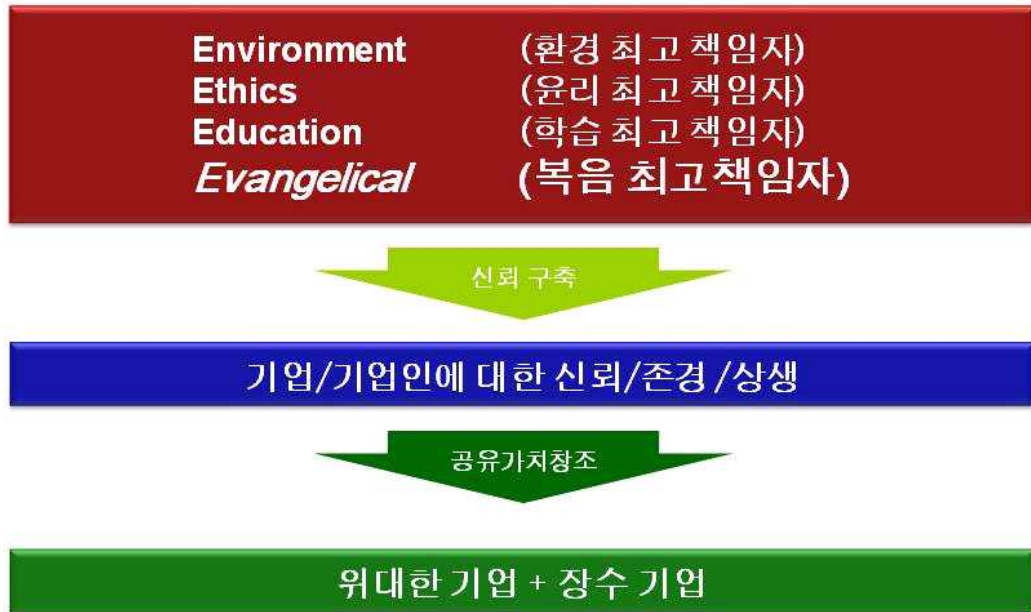 Environment (환경 최고 책임자)
Ethics (윤리 최고 책임자)
Education (학습 최고 책임자)
Evangelical (복음 최고책임자)
신뢰 구축
기업/기업인에 대한 신뢰/존경 /상생
공유가치창조
위대한 기업 + 장수 기업